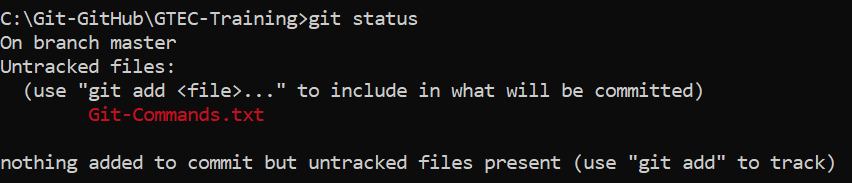 C:\Git-GitHub\GTEC-Training>git status
On branch master
Untracked files:
  (use "git add <file>..." to include in what will be committed)
        Git-Commands.txt

nothing added to commit but untracked files present (use "git add" to track)